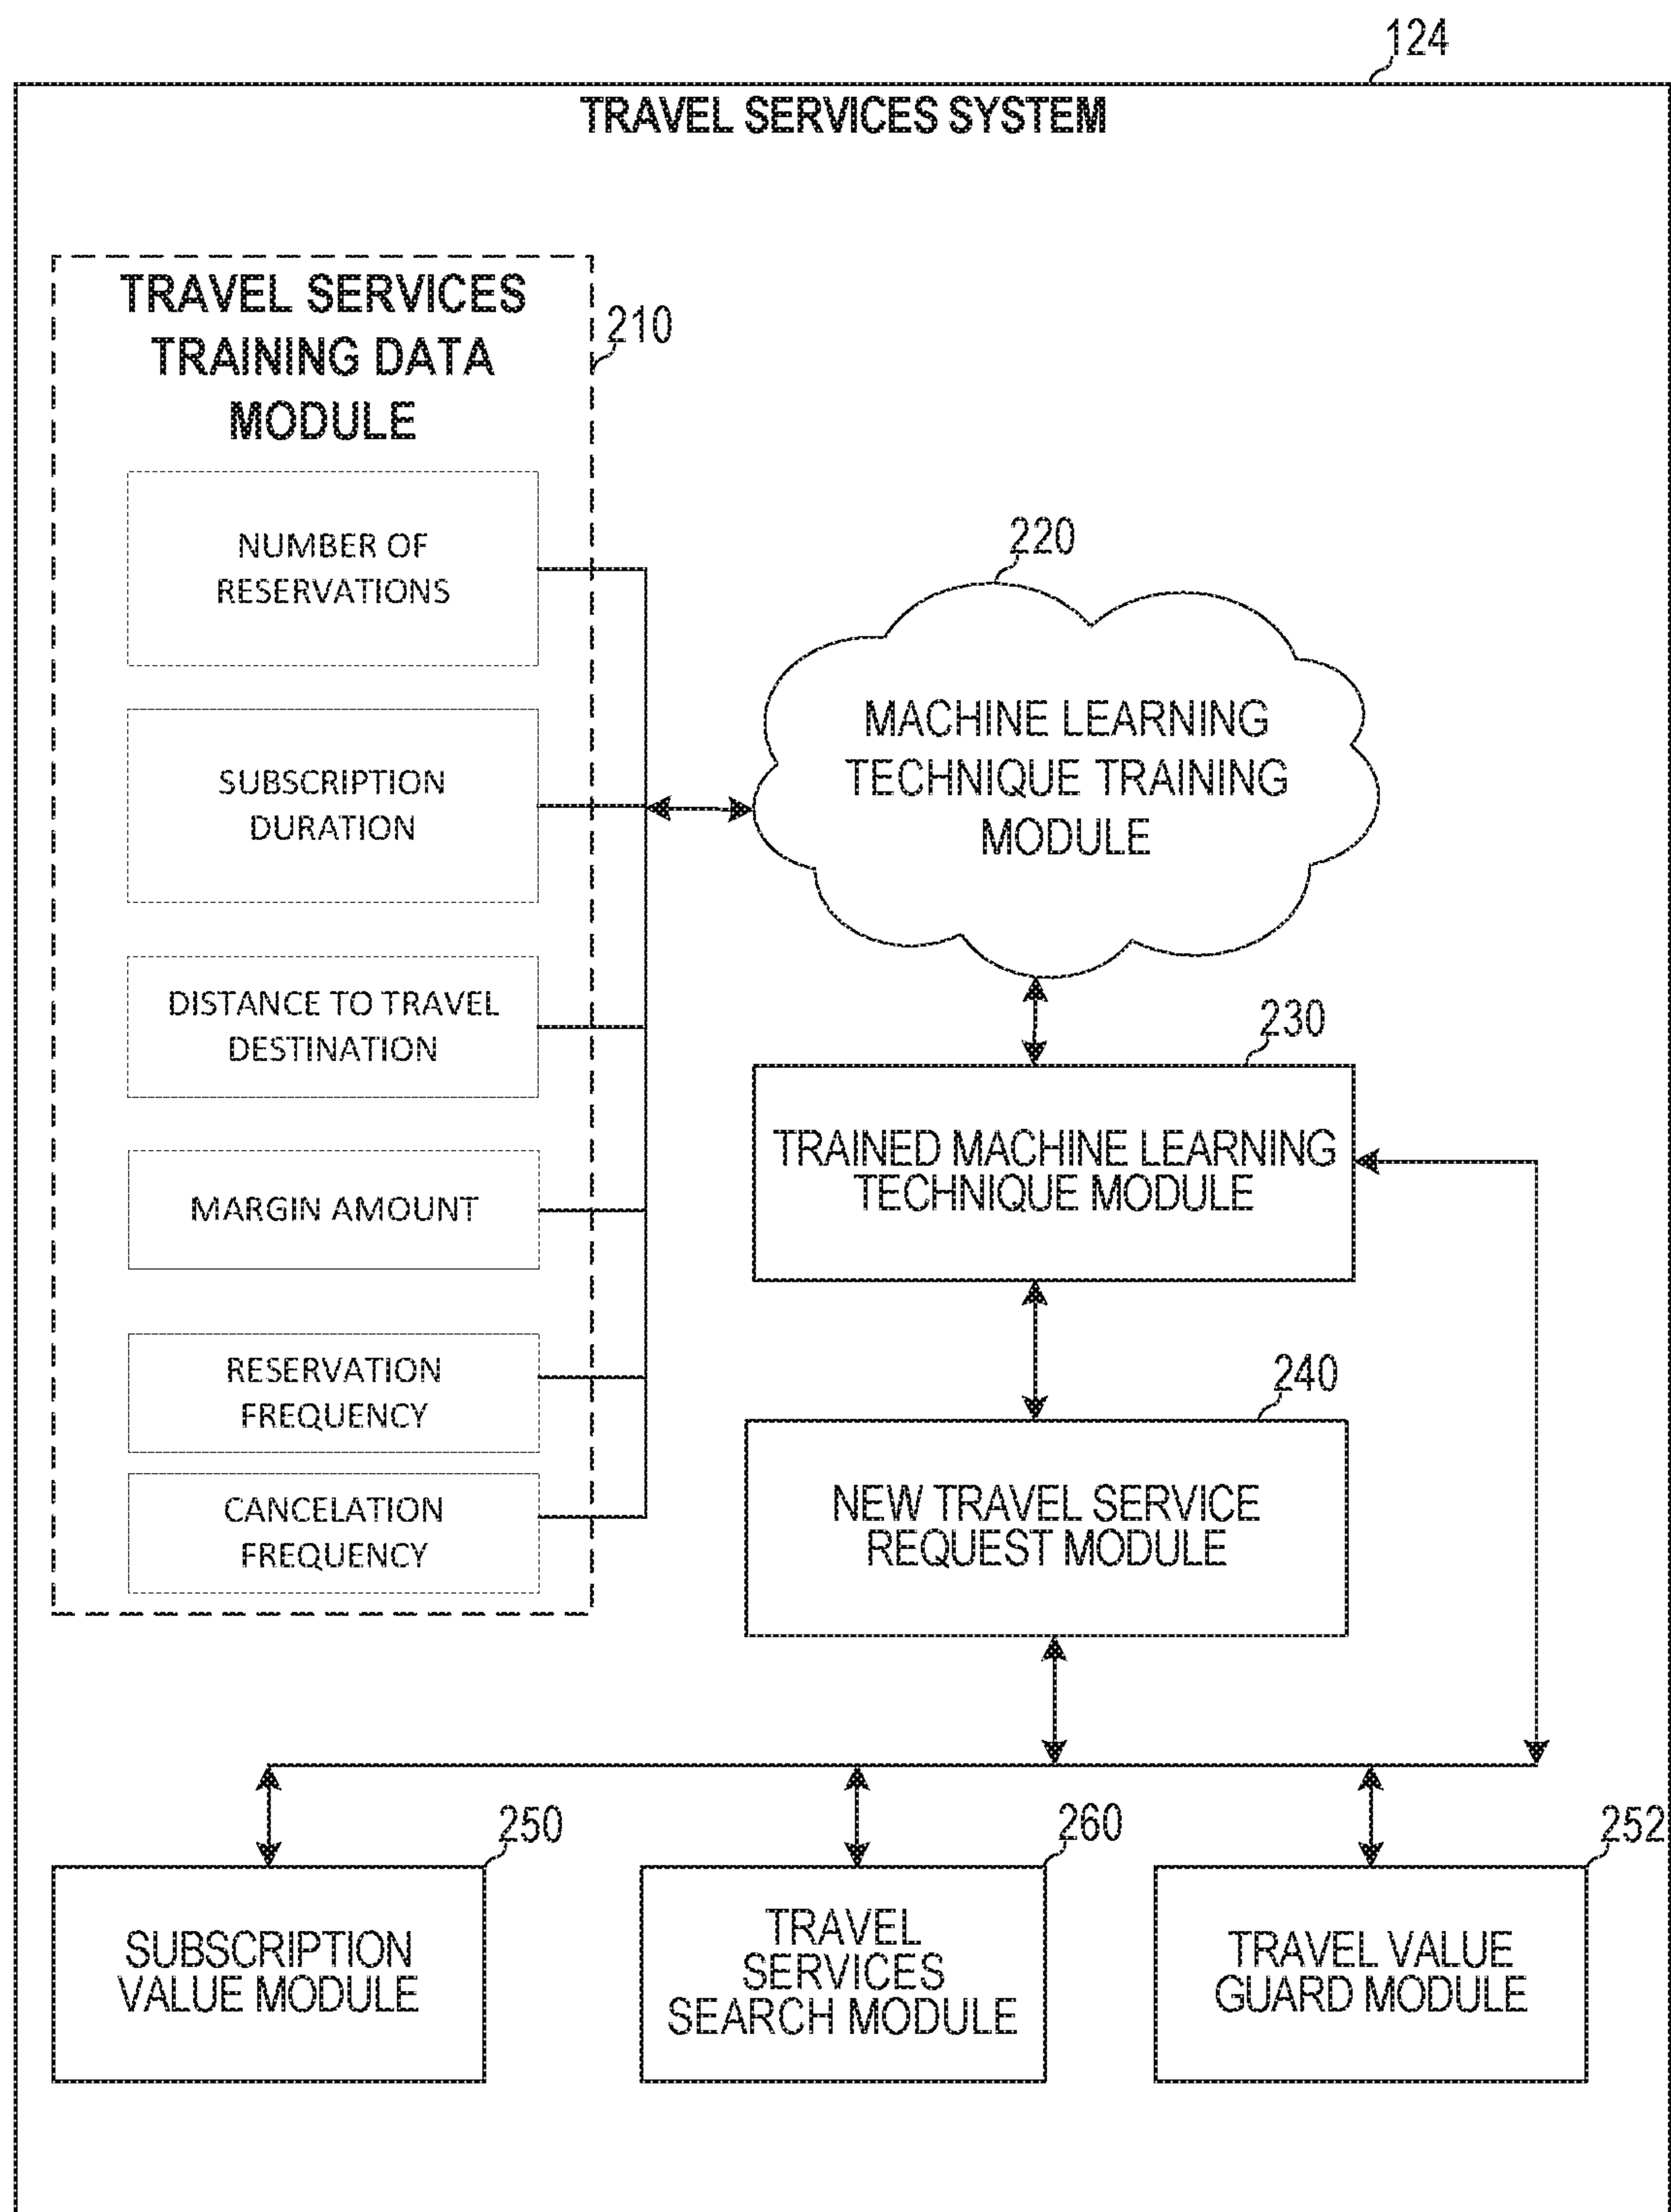 124
TRAVEL SERVICES SYSTEM
TRAVEL SERVICES
TRAINING DATA
MODULE
210
NUMBER OF
RESERVATIONS
SUBSCRIPTION
DURATION
DISTANCE TO TRAVEL
DESTINATION
MARGIN AMOUNT
RESERVATION
FREQUENCY
CANCELATION
FREQUENCY
220
MACHINE LEARNING
TECHNIQUE TRAINING
MODULE
230
TRAINED MACHINE LEARNING
TECHNIQUE MODULE
240
NEW TRAVEL SERVICE
REQUEST MODULE
250
SUBSCRIPTION
VALUE MODULE
260
TRAVEL
SERVICES
SEARCH MODULE
252
TRAVEL VALUE
GUARD MODULE